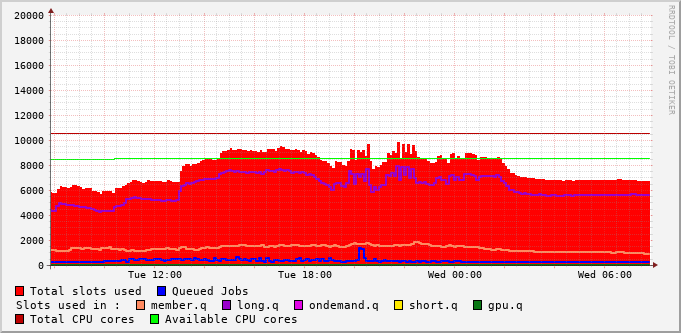 20000
18000
16000
14000
12000
10000
8000
6000
4000
2000
0
Tue 12:00 Tue 18:00 Wed 00:00 Wed 06:00
RRDTOOL / TOBI OETIKER
Total slots used Queued Jobs
Slots used in : member.q long.q ondemand.q short.q gpu.q
Total CPU cores Available CPU cores